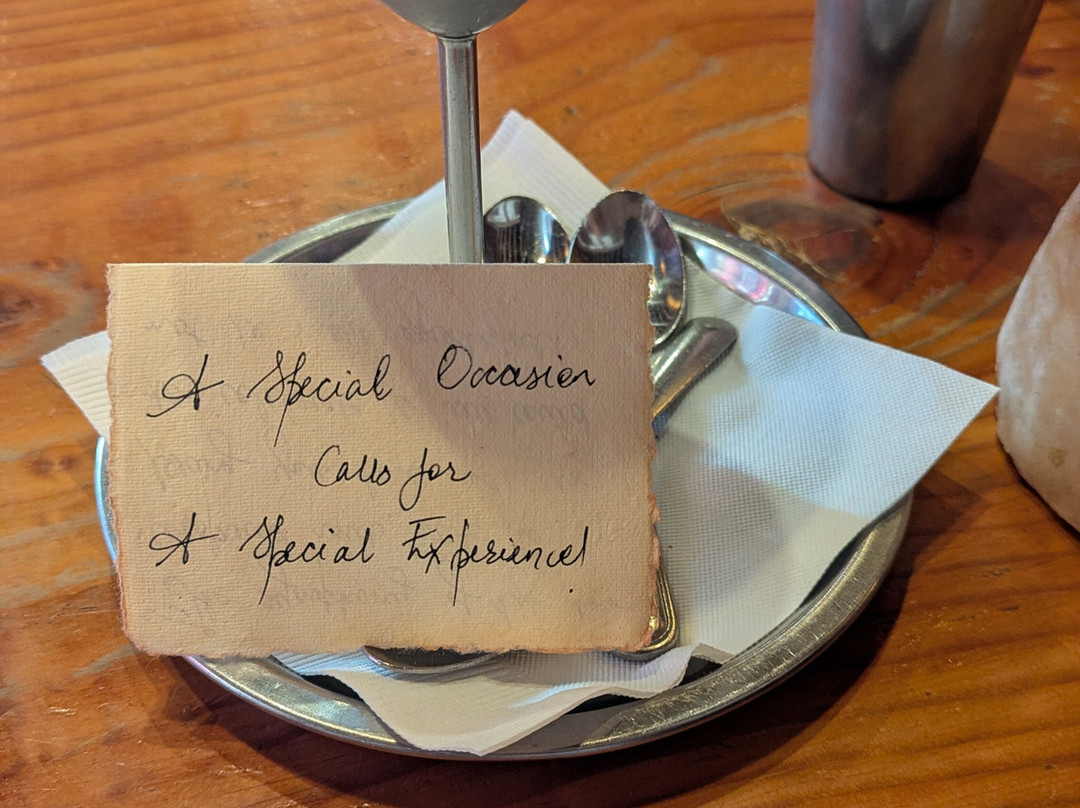 A Special Occasion
Calls for
A Special Experience!